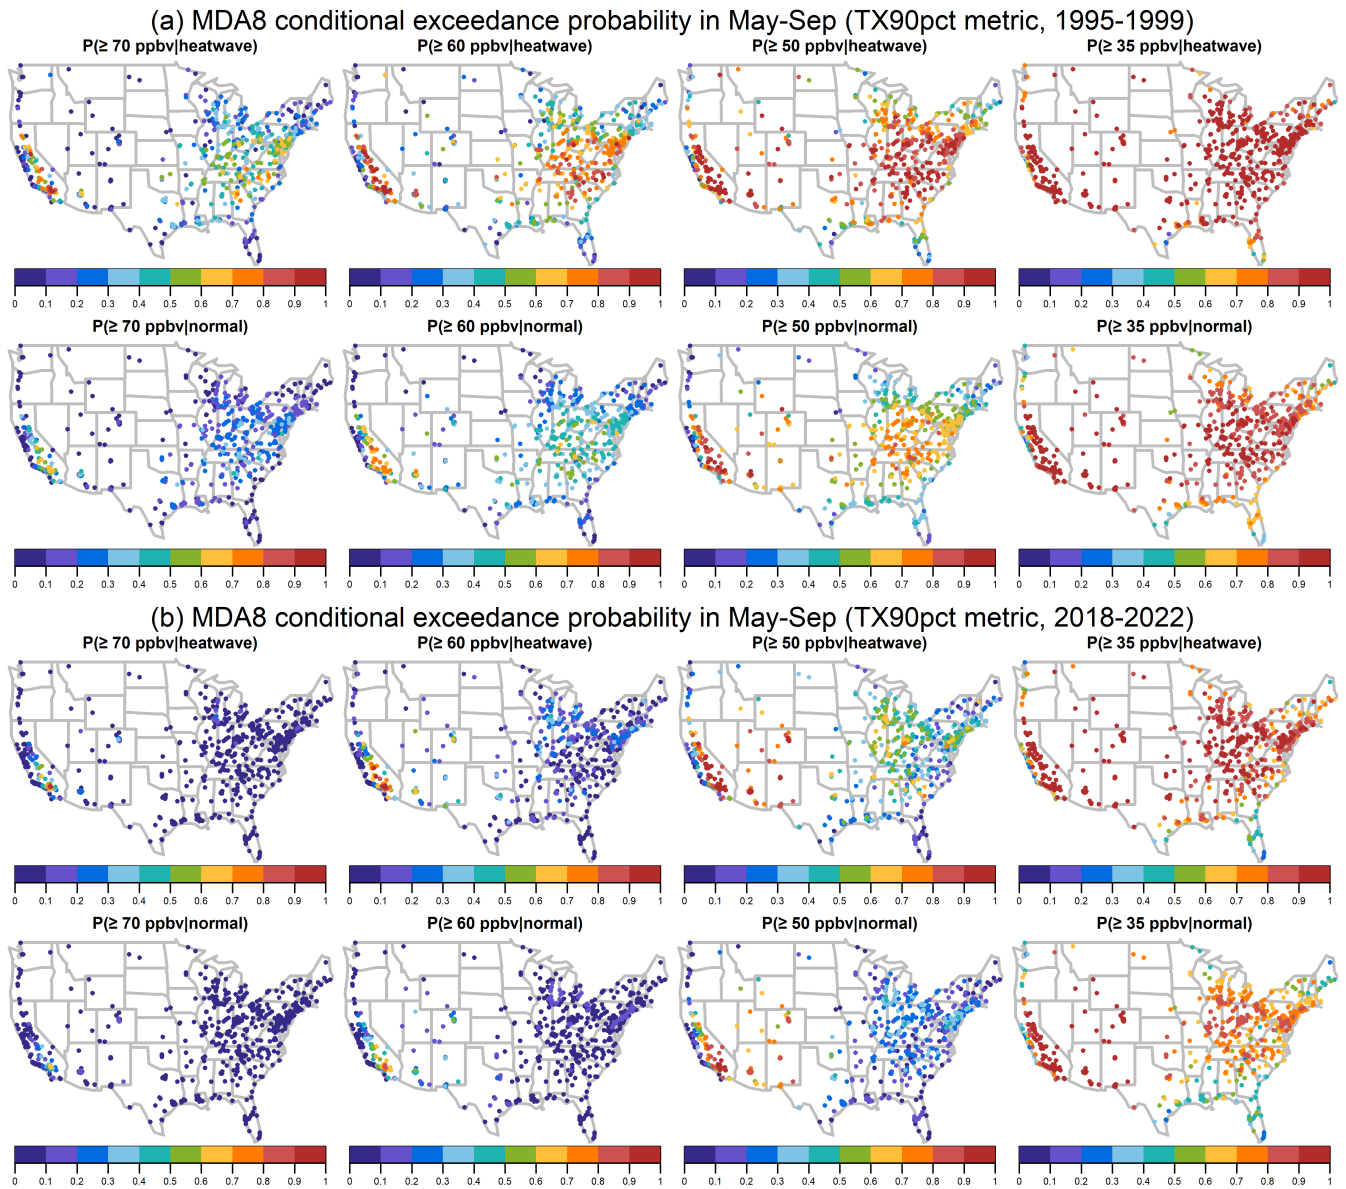 (a) MDA8 conditional exceedance probability in May-Sep (TX90pct metric, 1995-1999)
P(≥ 70 ppbv|heatwave) P(≥ 60 ppbv|heatwave) P(≥ 50 ppbv|heatwave) P(≥ 35 ppbv|heatwave)
0 0.1 0.2 0.3 0.4 0.5 0.6 0.7 0.8 0.9 1 0 0.1 0.2 0.3 0.4 0.5 0.6 0.7 0.8 0.9 1 0 0.1 0.2 0.3 0.4 0.5 0.6 0.7 0.8 0.9 1 0 0.1 0.2 0.3 0.4 0.5 0.6 0.7 0.8 0.9 1
P(≥ 70 ppbv|normal) P(≥ 60 ppbv|normal) P(≥ 50 ppbv|normal) P(≥ 35 ppbv|normal)
0 0.1 0.2 0.3 0.4 0.5 0.6 0.7 0.8 0.9 1 0 0.1 0.2 0.3 0.4 0.5 0.6 0.7 0.8 0.9 1 0 0.1 0.2 0.3 0.4 0.5 0.6 0.7 0.8 0.9 1 0 0.1 0.2 0.3 0.4 0.5 0.6 0.7 0.8 0.9 1
(b) MDA8 conditional exceedance probability in May-Sep (TX90pct metric, 2018-2022)
P(≥ 70 ppbv|heatwave) P(≥ 60 ppbv|heatwave) P(≥ 50 ppbv|heatwave) P(≥ 35 ppbv|heatwave)
0 0.1 0.2 0.3 0.4 0.5 0.6 0.7 0.8 0.9 1 0 0.1 0.2 0.3 0.4 0.5 0.6 0.7 0.8 0.9 1 0 0.1 0.2 0.3 0.4 0.5 0.6 0.7 0.8 0.9 1 0 0.1 0.2 0.3 0.4 0.5 0.6 0.7 0.8 0.9 1
P(≥ 70 ppbv|normal) P(≥ 60 ppbv|normal) P(≥ 50 ppbv|normal) P(≥ 35 ppbv|normal)
0 0.1 0.2 0.3 0.4 0.5 0.6 0.7 0.8 0.9 1 0 0.1 0.2 0.3 0.4 0.5 0.6 0.7 0.8 0.9 1 0 0.1 0.2 0.3 0.4 0.5 0.6 0.7 0.8 0.9 1 0 0.1 0.2 0.3 0.4 0.5 0.6 0.7 0.8 0.9 1